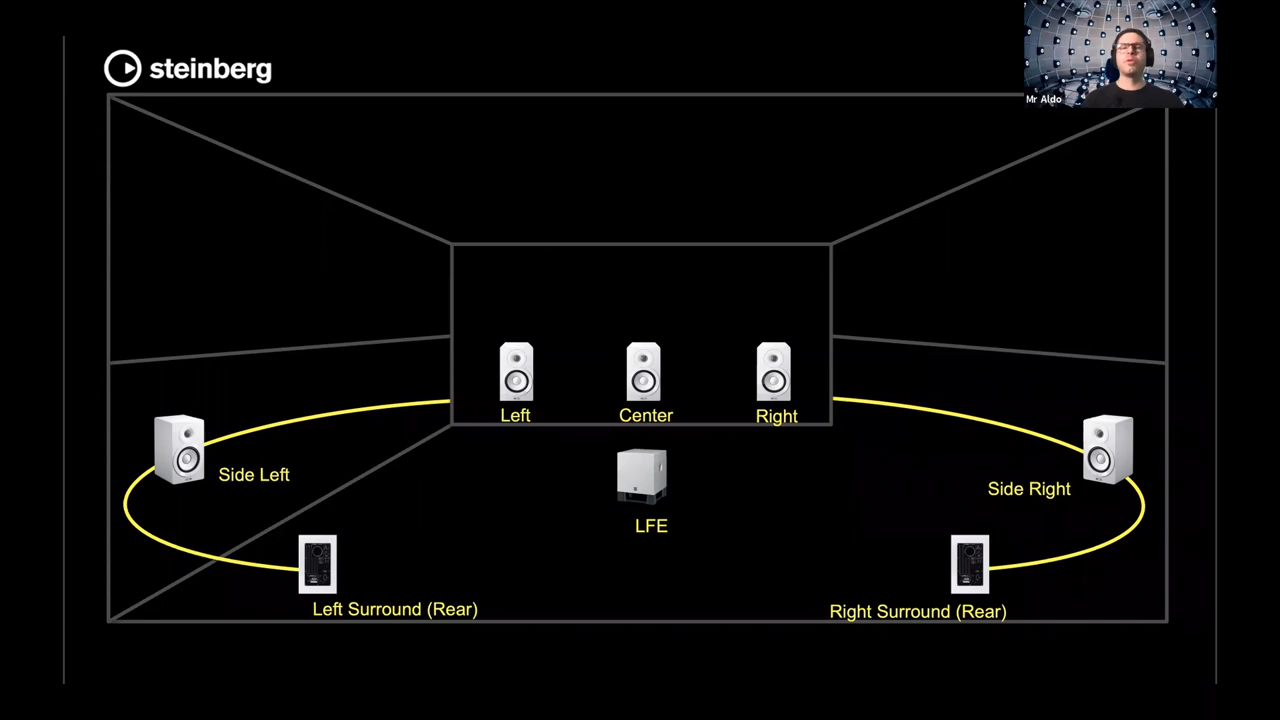 steinberg
Mr Aldo
Left
Center
Right
Side Left
Side Right
LFE
Left Surround (Rear)
Right Surround (Rear)